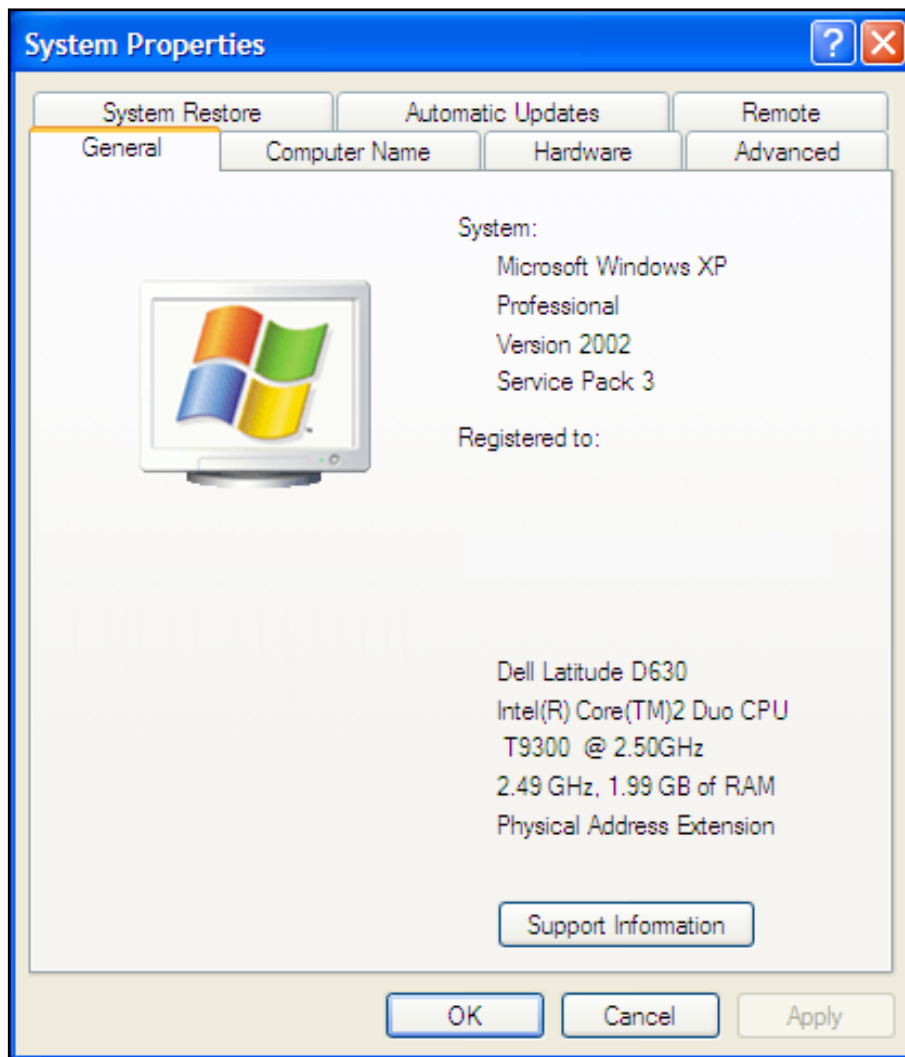 System Properties
System Restore
Automatic Updates
Remote
General
Computer Name
Hardware
Advanced
System:
Microsoft Windows XP
Professional
Version 2002
Service Pack 3
Registered to:
Dell Latitude D630
Intel(R) Core(TM)2 Duo CPU
T9300 @ 2.50GHz
2.49 GHz, 1.99 GB of RAM
Physical Address Extension
Support Information
OK
Cancel
Apply